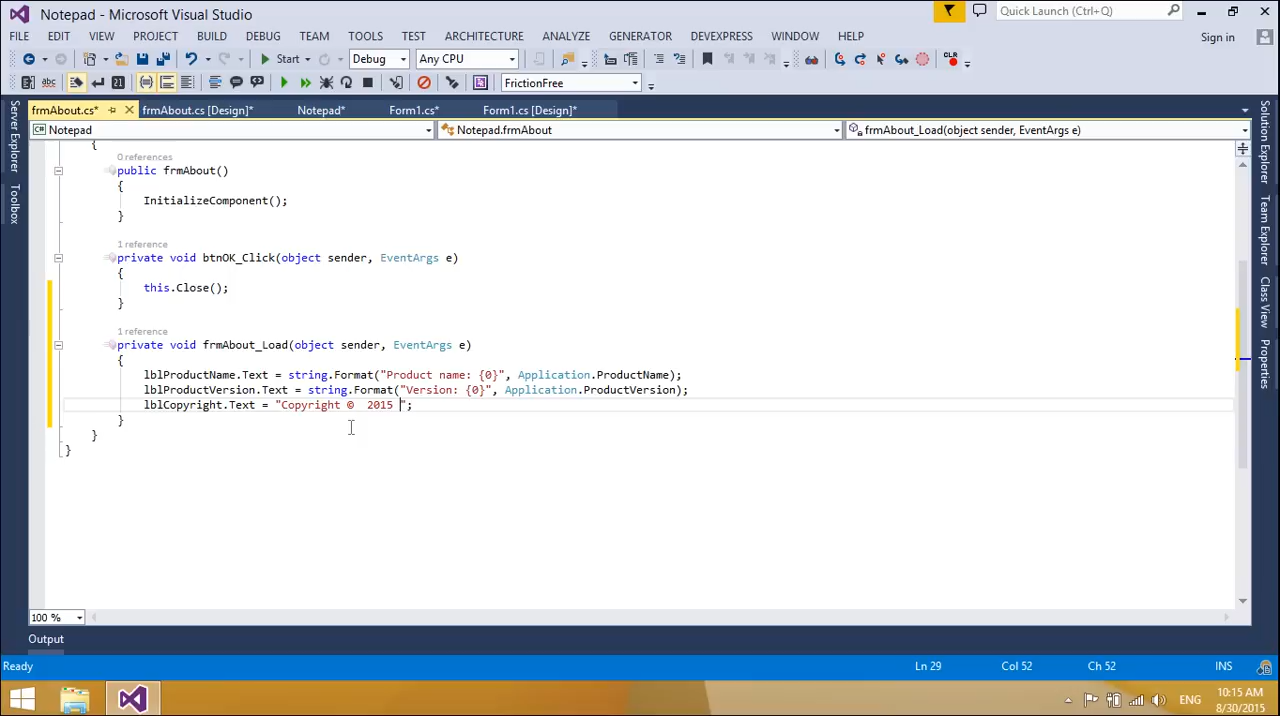 Notepad - Microsoft Visual Studio
Quick Launch (Ctrl+Q)
FILE EDIT VIEW PROJECT BUILD DEBUG TEAM TOOLS TEST ARCHITECTURE ANALYZE GENERATOR DEVEXPRESS WINDOW HELP Sign in
Start Debug Any CPU CLR
abc 21 FrictionFree
frmAbout.cs* frmAbout.cs [Design]* Notepad* Form1.cs* Form1.cs [Design]*
Notepad Notepad.frmAbout frmAbout_Load(object sender, EventArgs e)
Server Explorer
Toolbox
Solution Explorer
Team Explorer
Class View
Properties
{
0 references
public frmAbout()
{
InitializeComponent();
}
1 reference
private void btnOK_Click(object sender, EventArgs e)
{
this.Close();
}
1 reference
private void frmAbout_Load(object sender, EventArgs e)
{
lblProductName.Text = string.Format("Product name: {0}", Application.ProductName);
lblProductVersion.Text = string.Format("Version: {0}", Application.ProductVersion);
lblCopyright.Text = "Copyright ©  2015 ";
}
}
}
100 %
Output
Ready Ln 29 Col 52 Ch 52 INS
ENG 10:15 AM
8/30/2015